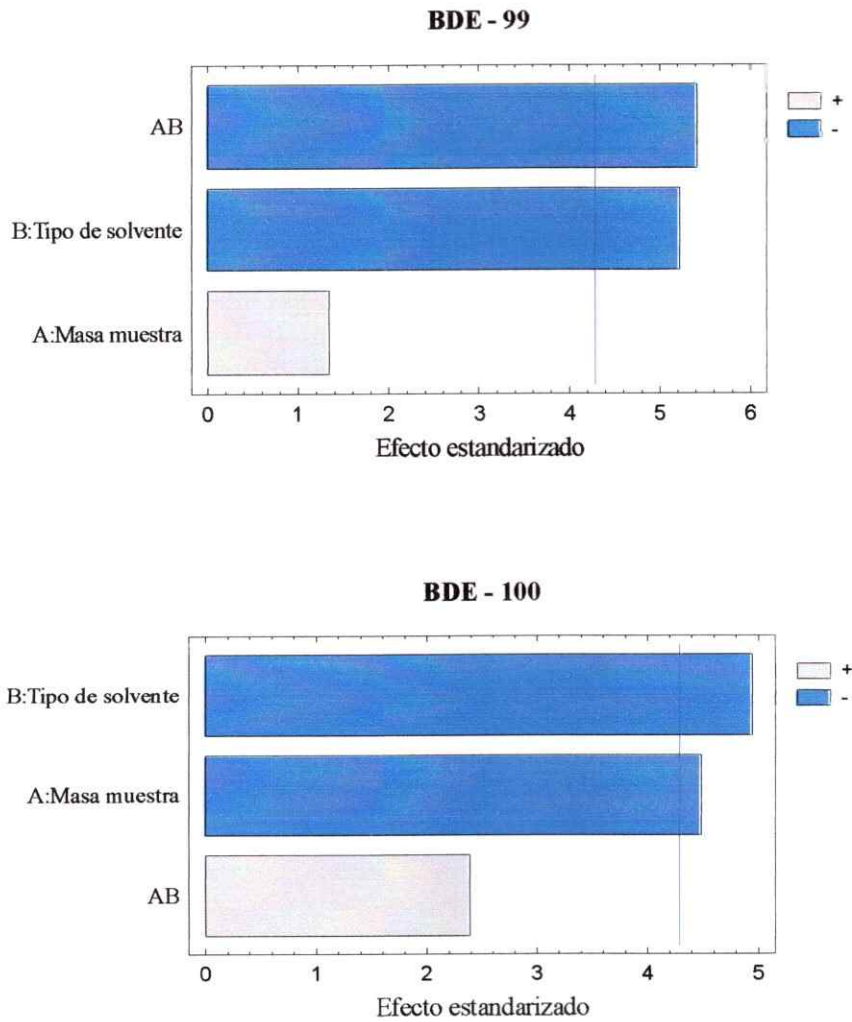 BDE - 99
+
-
AB
B:Tipo de solvente
A:Masa muestra
0 1 2 3 4 5 6
Efecto estandarizado
BDE - 100
+
-
B:Tipo de solvente
A:Masa muestra
AB
0 1 2 3 4 5
Efecto estandarizado